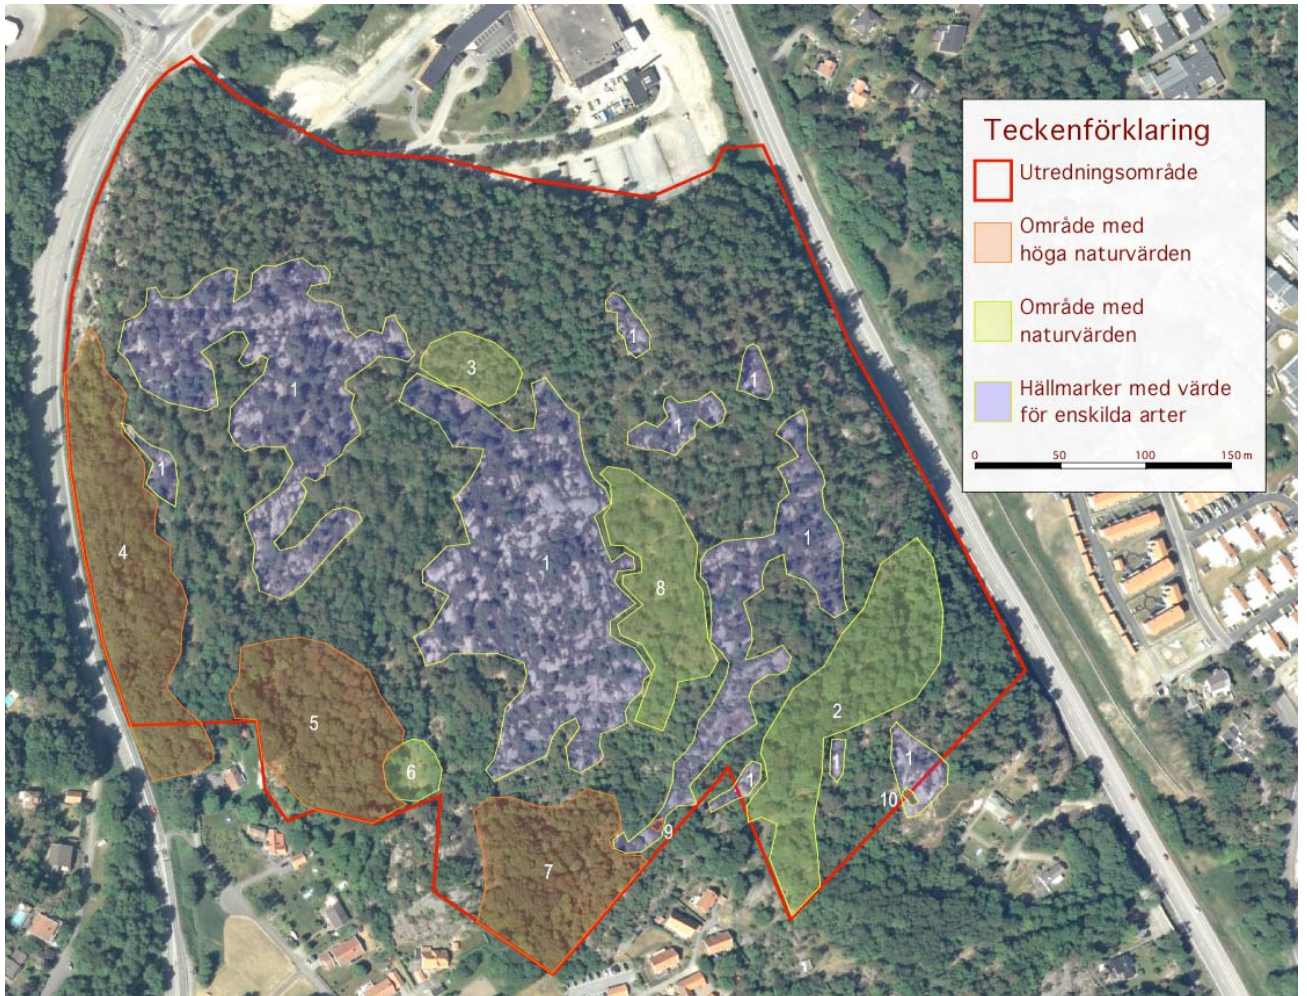 Teckenförklaring
Utredningsområde
Område med
höga naturvärden
Område med
naturvärden
Hällmarker med värde
för enskilda arter
0 50 100 150 m
1
3
1
1
1
1
4
1
1
8
1
5
2
6
1
1
1
10
9
7